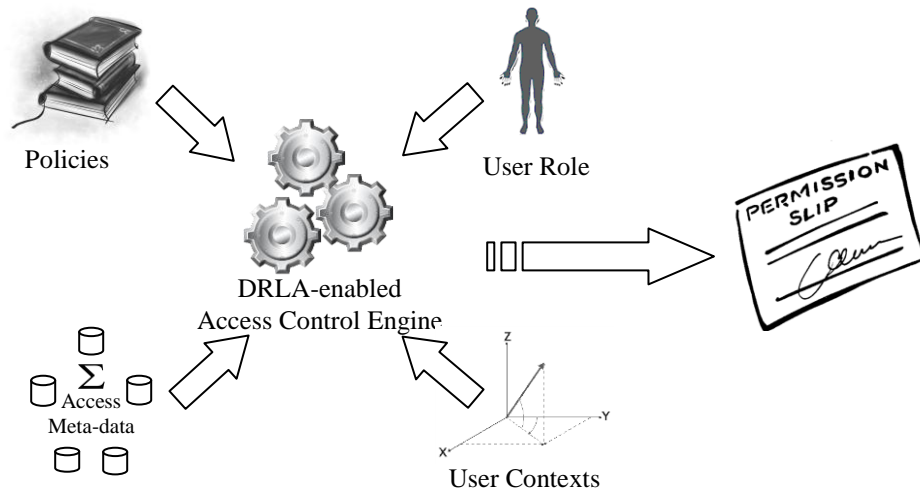 Policies
User Role
PERMISSION
SLIP
DRLA-enabled
Access Control Engine
Σ
Access
Meta-data
Z
Y
X
User Contexts